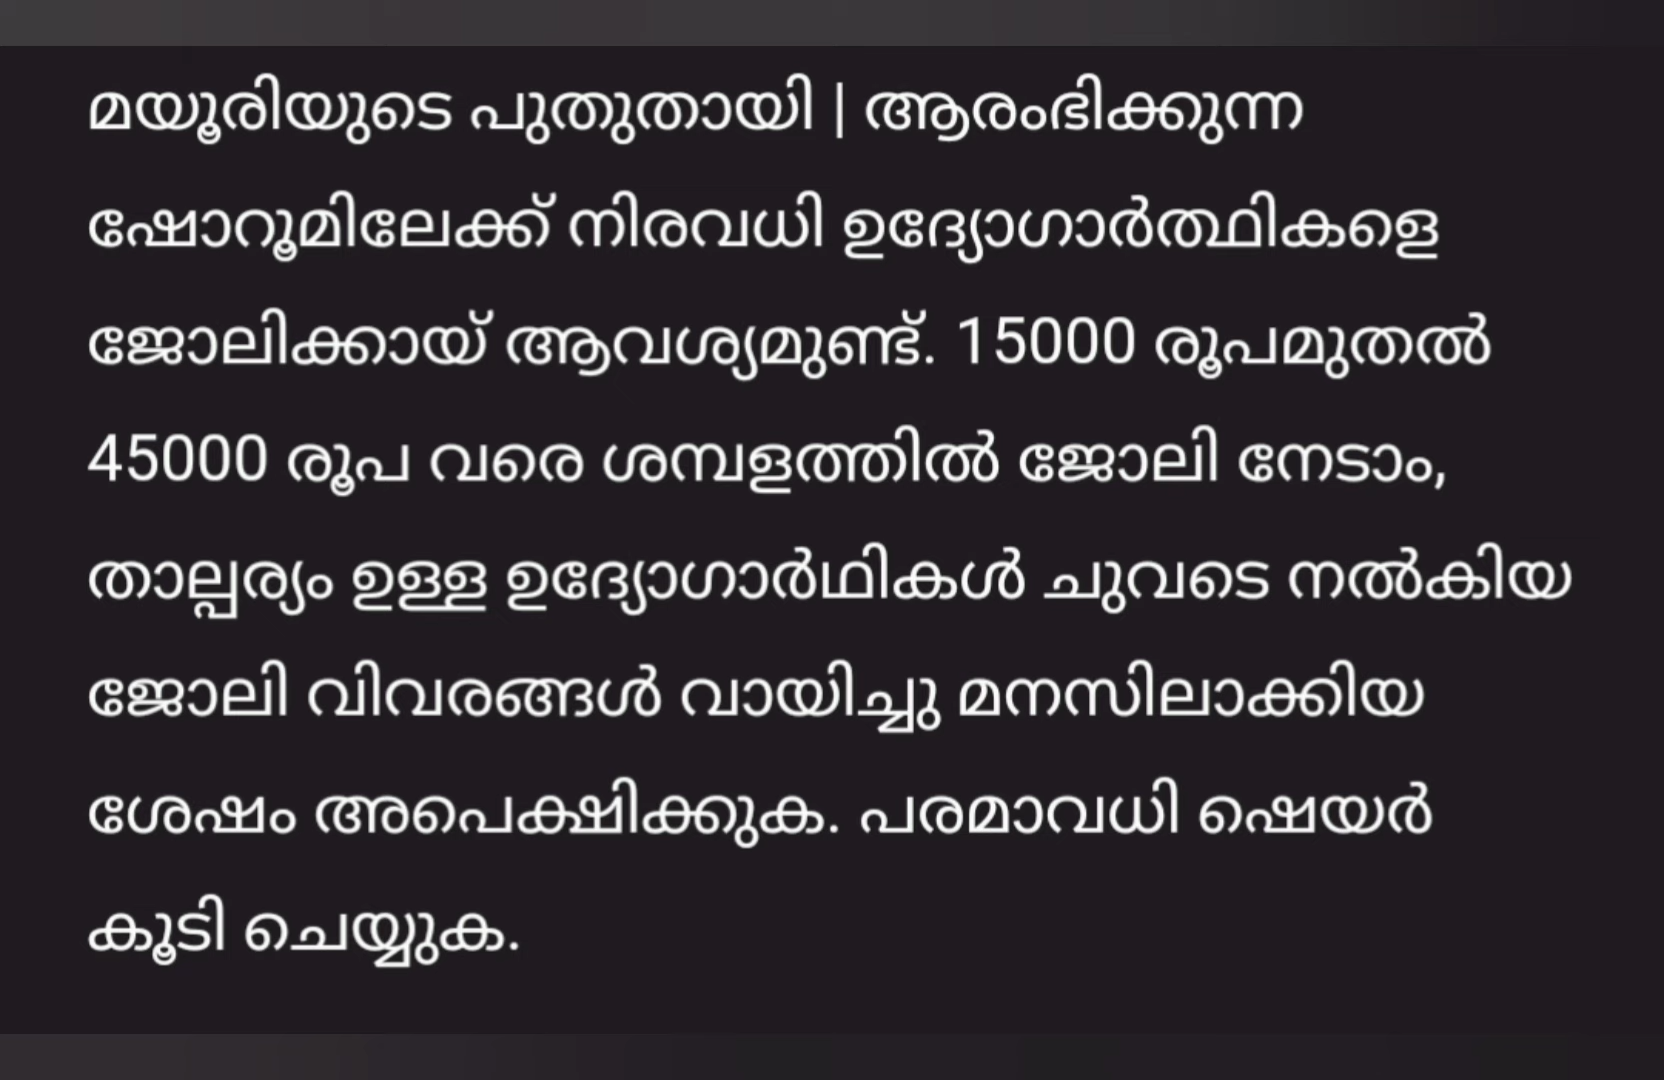 മയൂരിയുടെ പുതുതായി | ആരംഭിക്കുന്ന
ഷോറൂമിലേക്ക് നിരവധി ഉദ്യോഗാർത്ഥികളെ
ജോലിക്കായ് ആവശ്യമുണ്ട്. 15000 രൂപമുതൽ
45000 രൂപ വരെ ശമ്പളത്തിൽ ജോലി നേടാം,
താല്പര്യം ഉള്ള ഉദ്യോഗാർഥികൾ ചുവടെ നൽകിയ
ജോലി വിവരങ്ങൾ വായിച്ചു മനസിലാക്കിയ
ശേഷം അപെക്ഷിക്കുക. പരമാവധി ഷെയർ
കൂടി ചെയ്യുക.